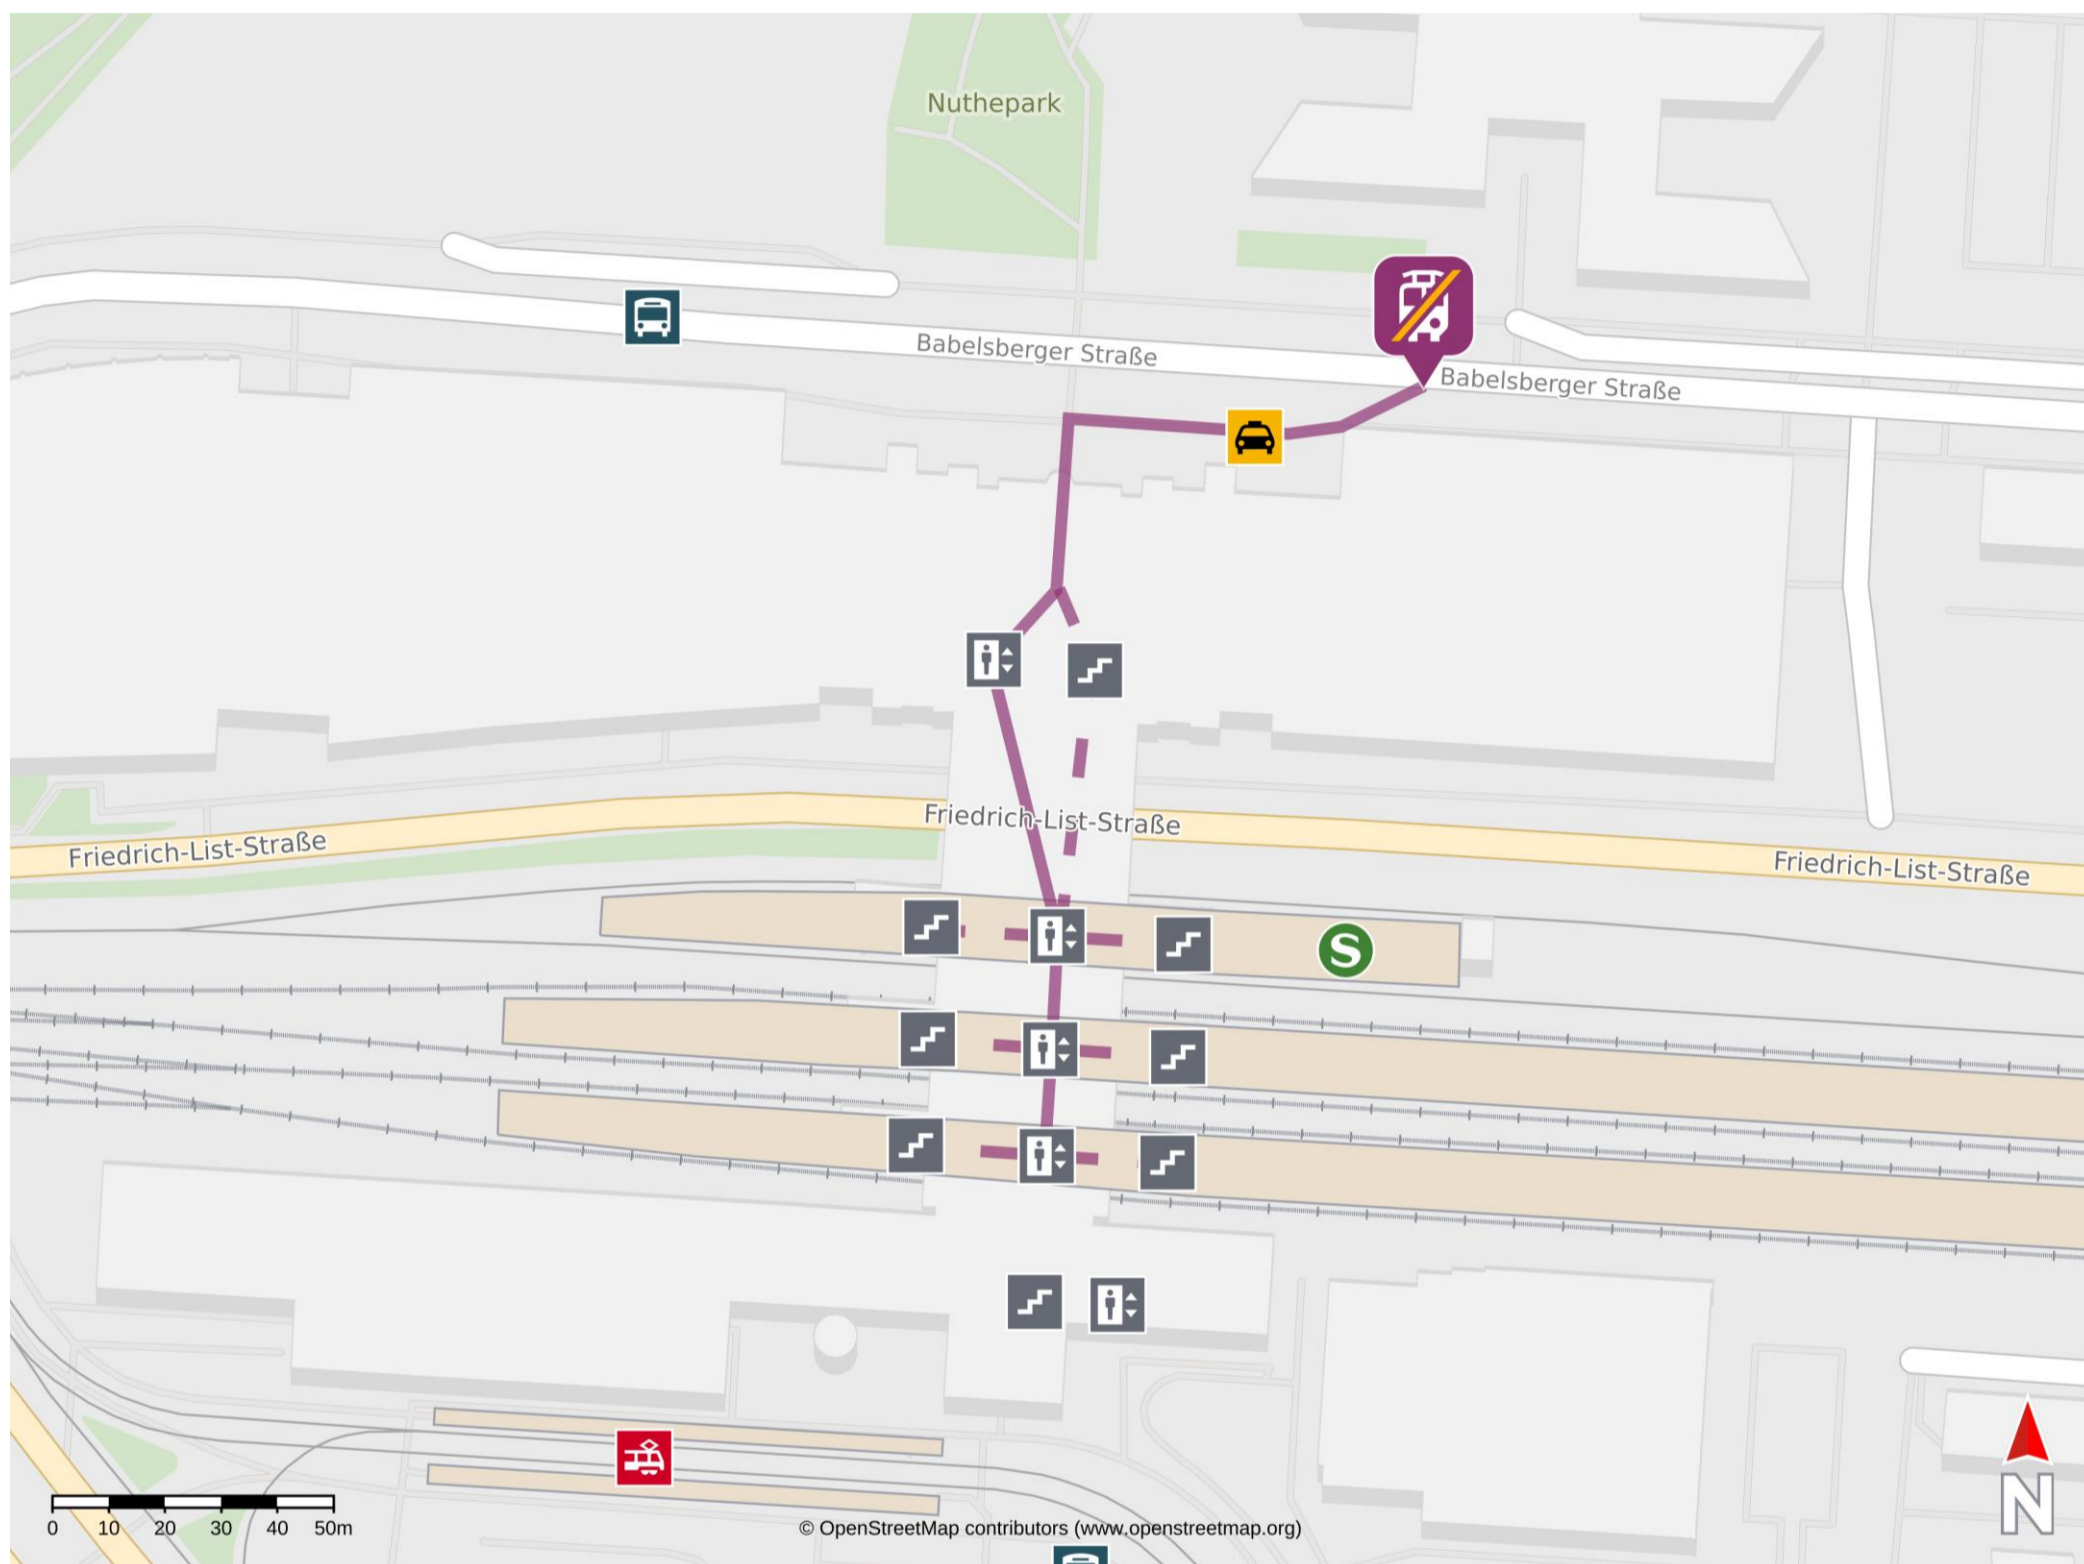 Nuthepark
Babelsberger Straße
Babelsberger Straße
Friedrich-List-Straße
Friedrich-List-Straße
Friedrich-List-Straße
S
N
0 10 20 30 40 50m
© OpenStreetMap contributors (www.openstreetmap.org)